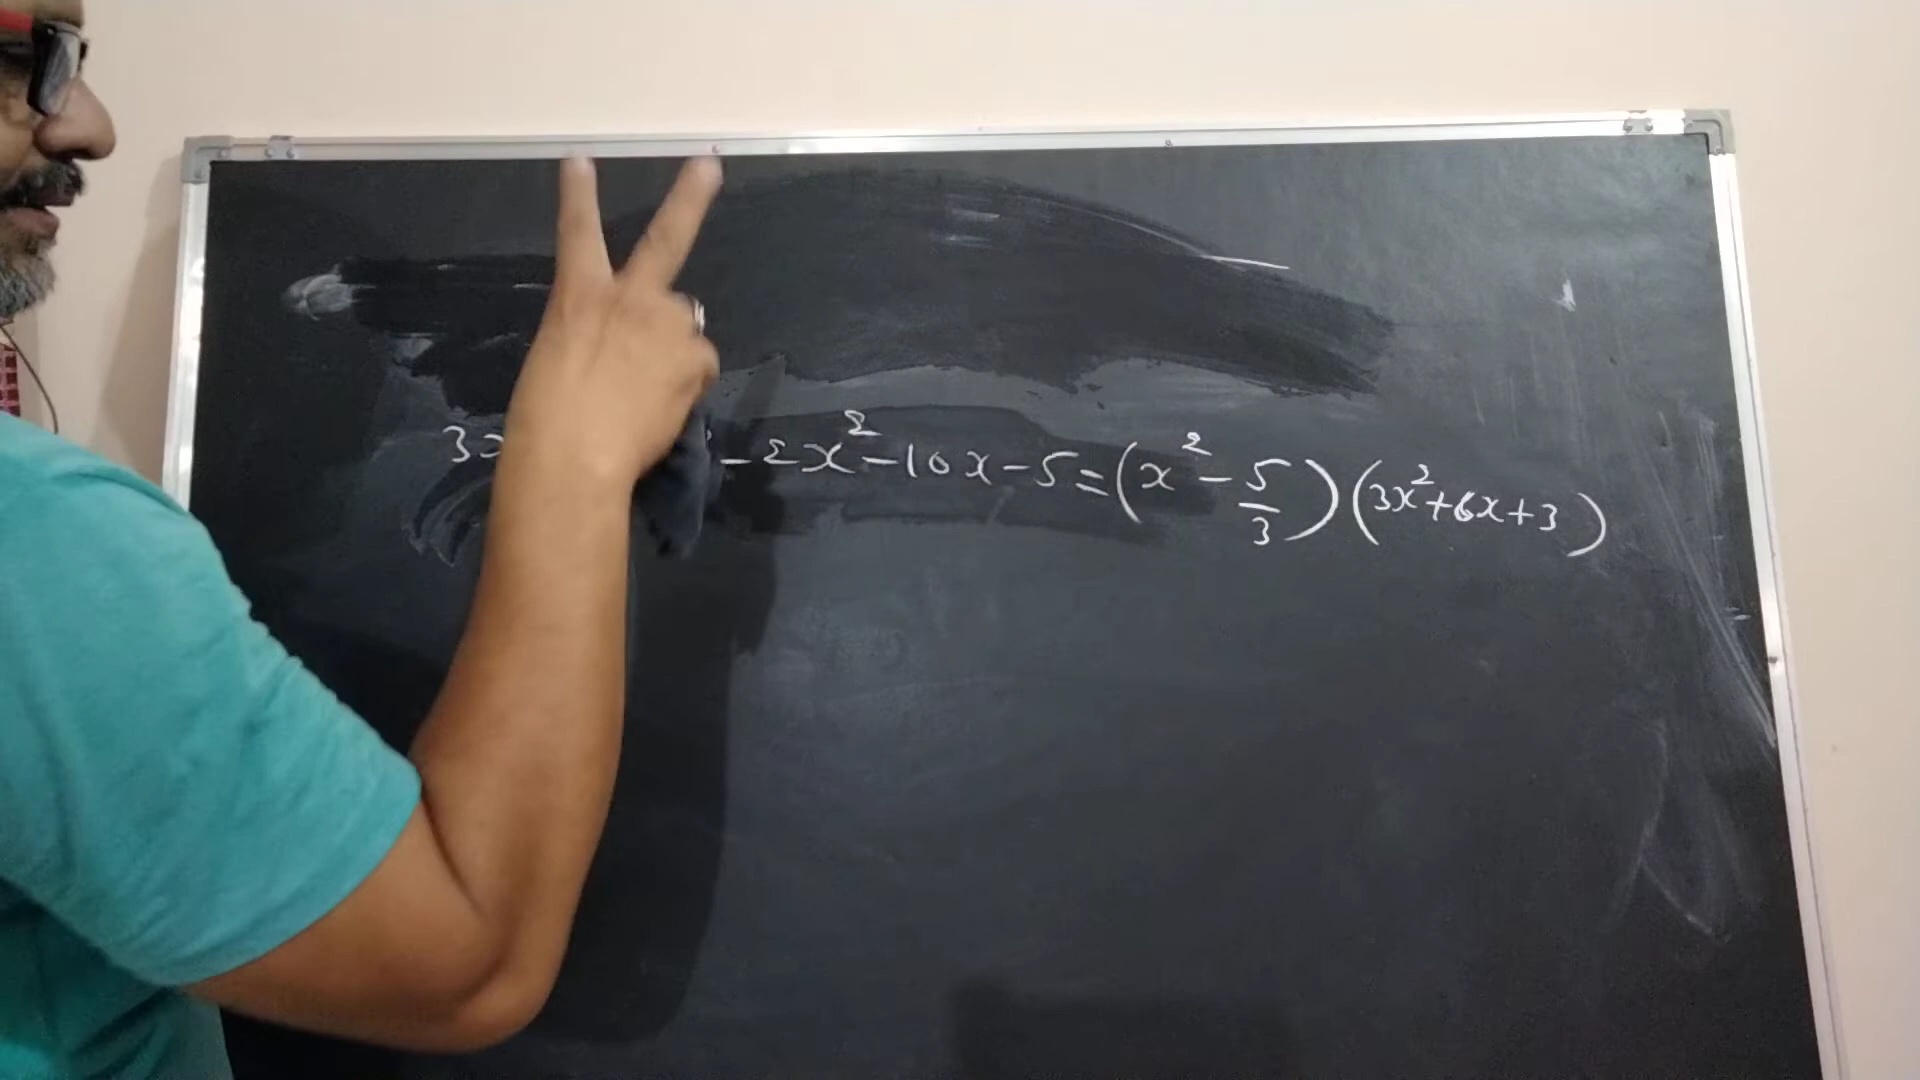 3x - 2x² - 10x - 5 = (x² - 5/3)(3x² + 6x + 3)